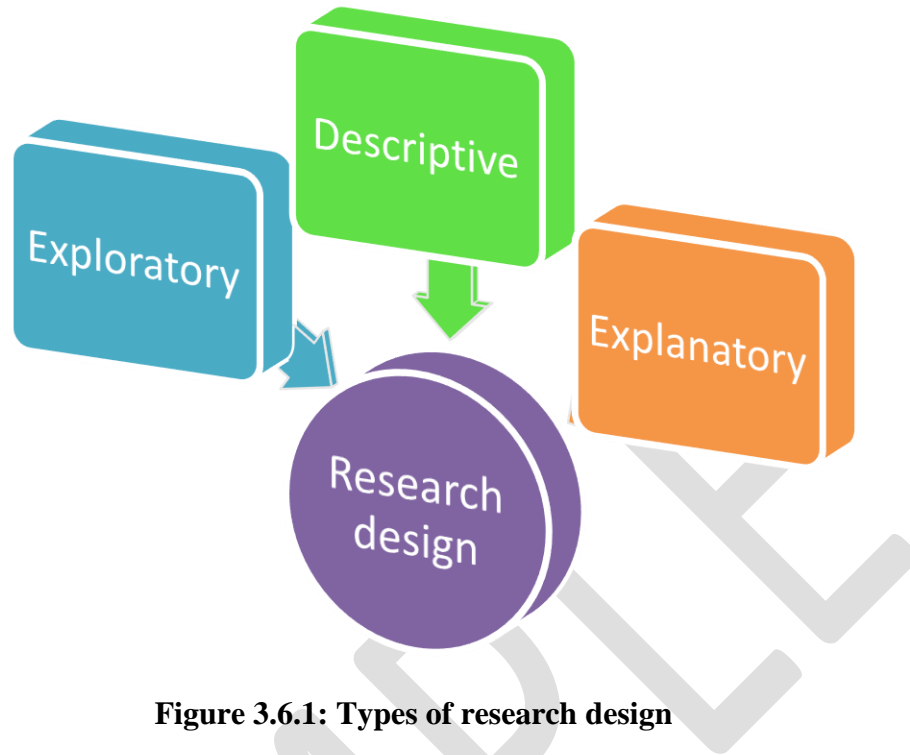 Descriptive
Exploratory
Explanatory
Research
design
Figure 3.6.1: Types of research design